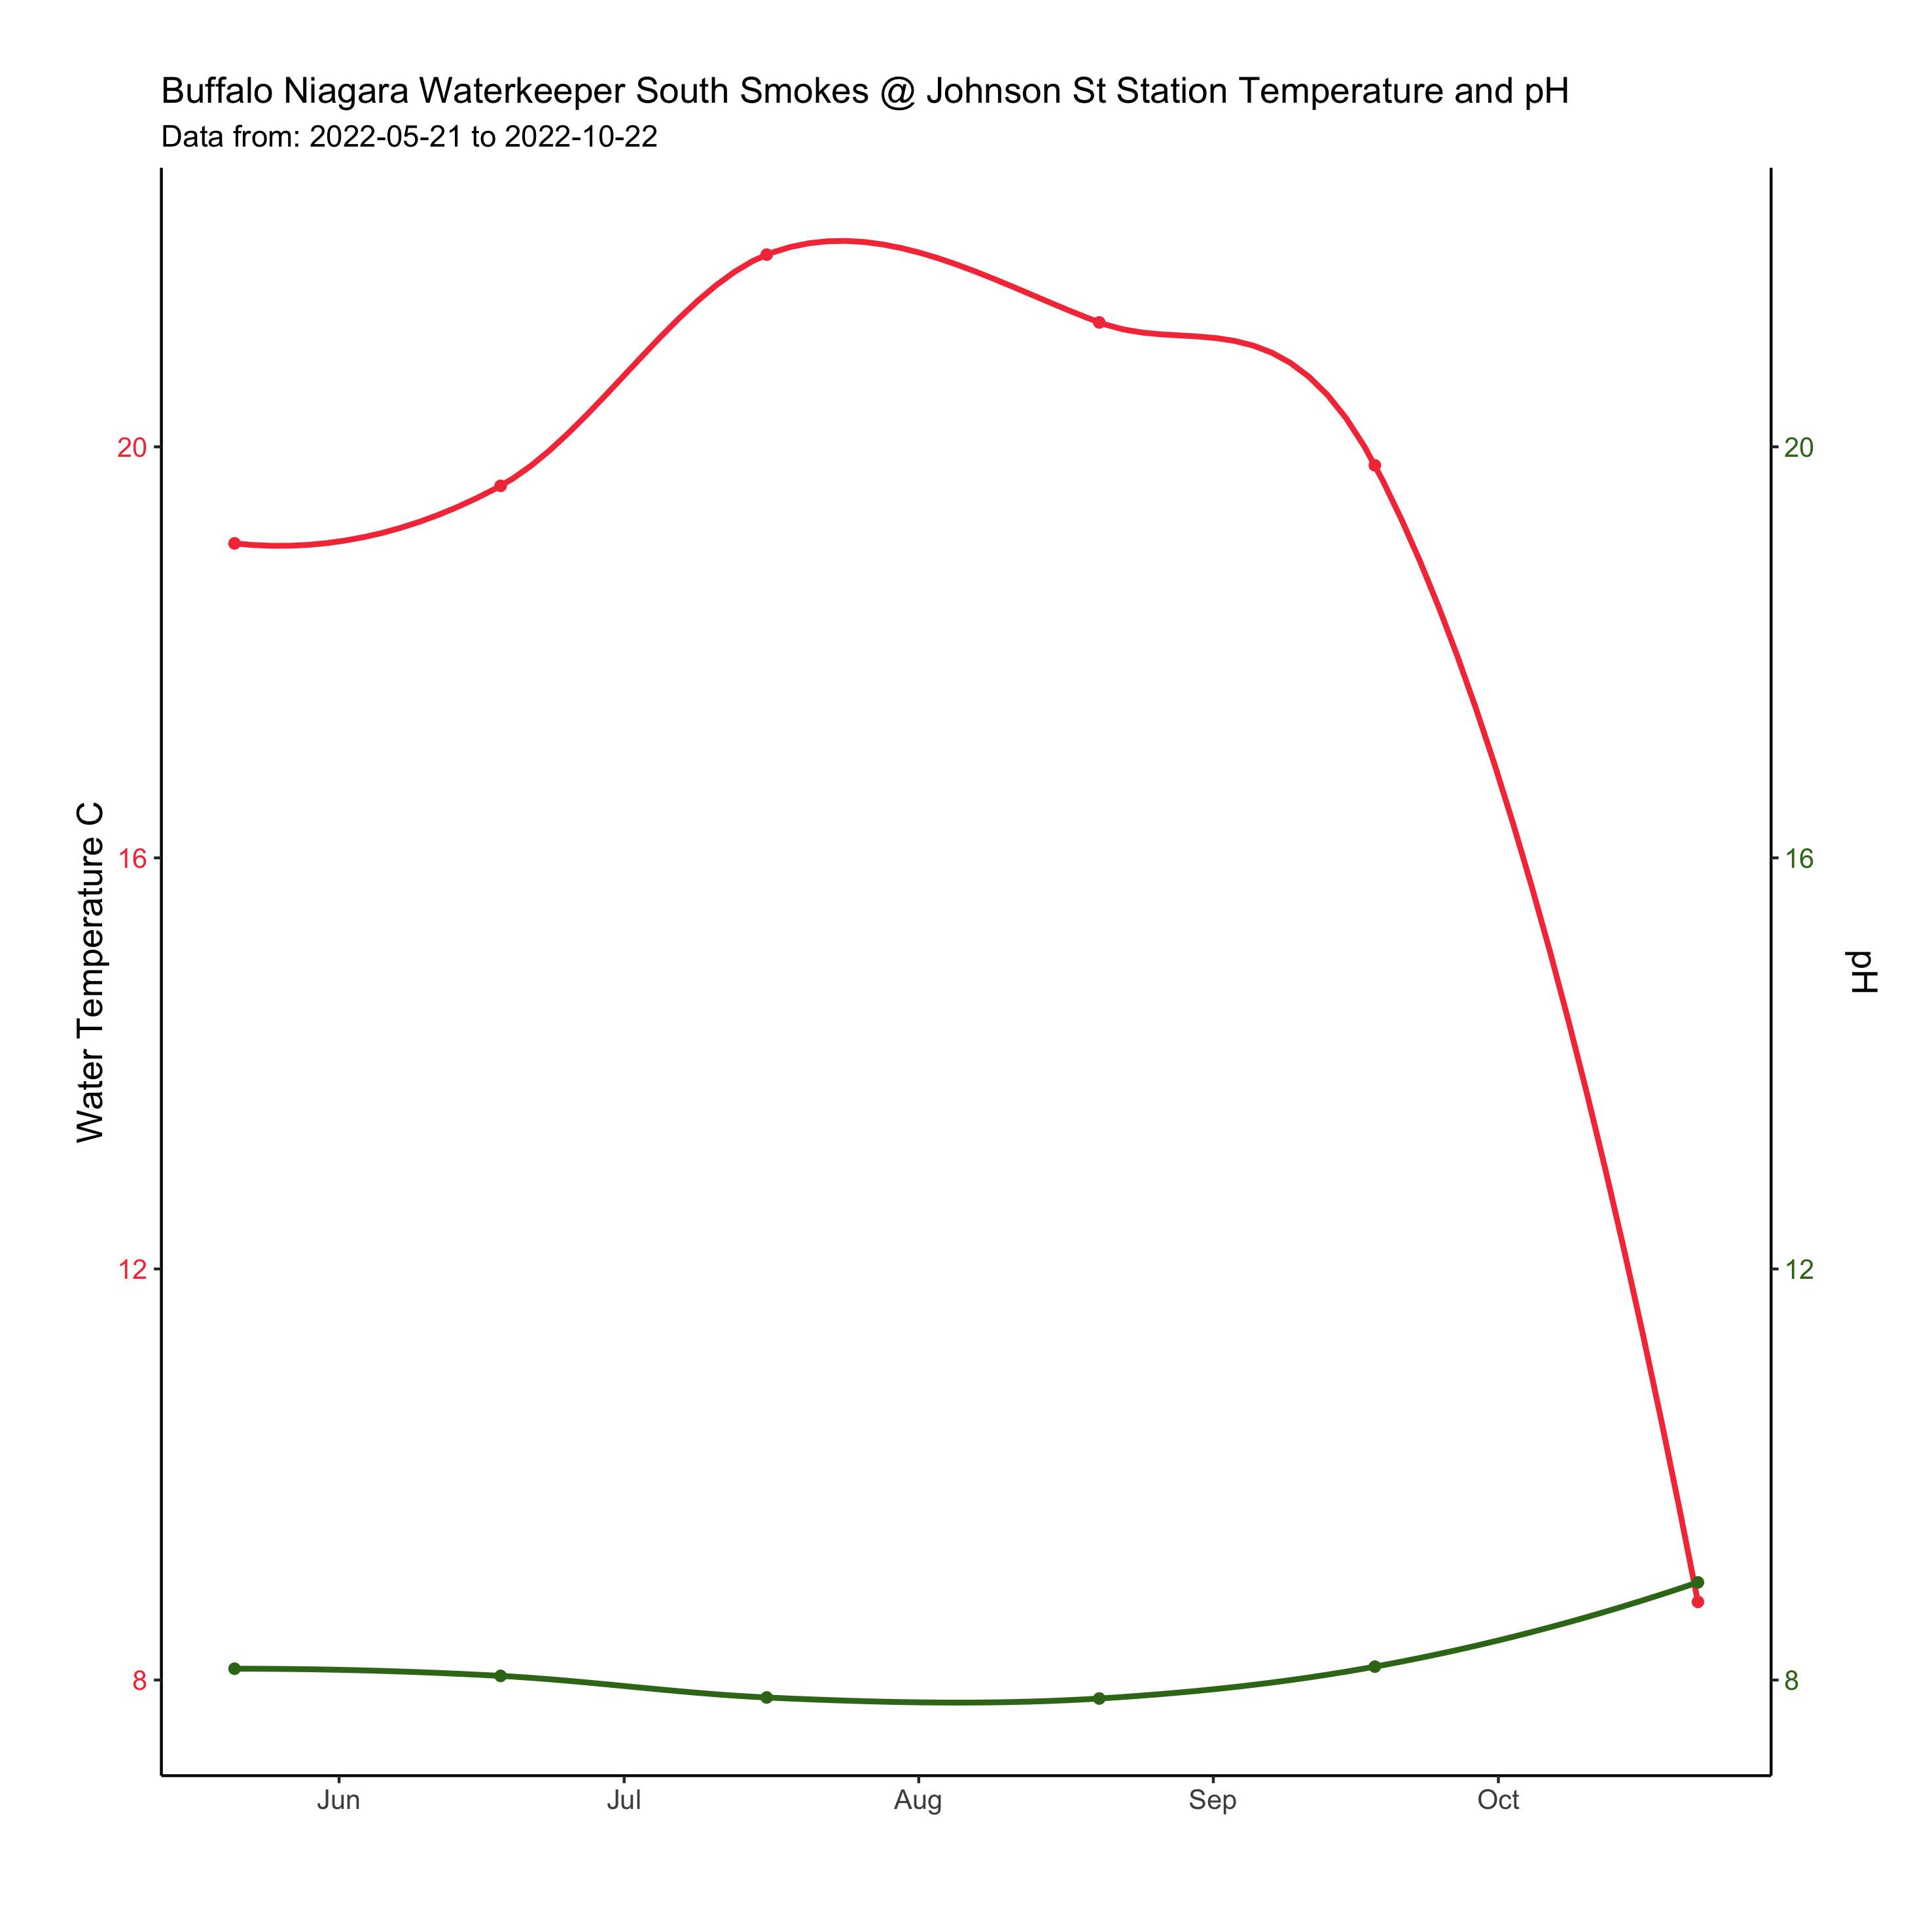 Buffalo Niagara Waterkeeper South Smokes @ Johnson St Station Temperature and pH
Data from: 2022-05-21 to 2022-10-22
Water Temperature C
20
16
12
8
20
16
12
8
pH
Jun
Jul
Aug
Sep
Oct